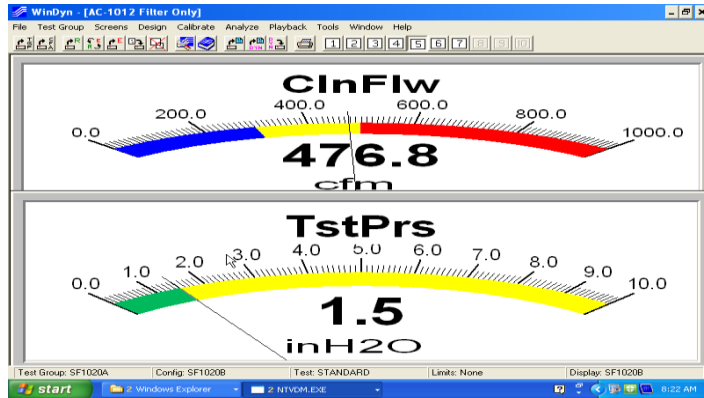 WinDyn - [AC-1012 Filter Only]
File Test Group Screens Design Calibrate Analyze Playback Tools Window Help
1 2 3 4 5 6 7 8 9 10
ClnFlw
0.0 200.0 400.0 600.0 800.0 1000.0
476.8
cfm
TstPrs
0.0 1.0 2.0 3.0 4.0 5.0 6.0 7.0 8.0 9.0 10.0
1.5
inH2O
Test Group: SF1020A Config: SF1020B Test: STANDARD Limits: None Display: SF1020B
start 2 Windows Explorer 2 NTVDM.EXE 8:22 AM